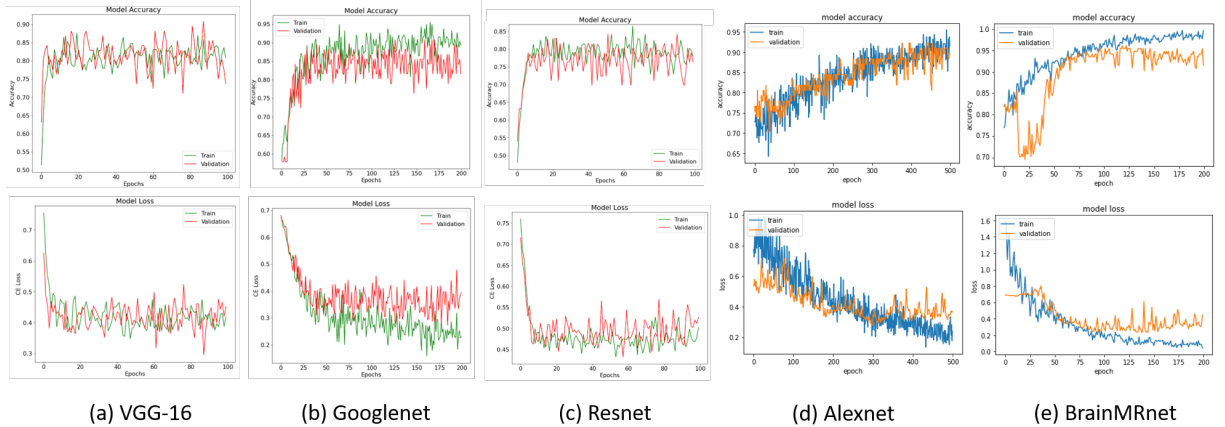 Model Accuracy
Train
Validation
Accuracy
0.90
0.85
0.80
0.75
0.70
0.65
0.60
0.55
0.50
0 20 40 60 80 100
Epochs
Model Accuracy
Train
Validation
Accuracy
0.95
0.90
0.85
0.80
0.75
0.70
0.65
0.60
0 25 50 75 100 125 150 175 200
Epochs
Model Accuracy
Train
Validation
Accuracy
0.85
0.80
0.75
0.70
0.65
0.60
0.55
0.50
0 20 40 60 80 100
Epochs
model accuracy
train
validation
accuracy
0.95
0.90
0.85
0.80
0.75
0.70
0.65
0 100 200 300 400 500
epoch
model accuracy
train
validation
accuracy
1.00
0.95
0.90
0.85
0.80
0.75
0.70
0 25 50 75 100 125 150 175 200
epoch
Model Loss
Train
Validation
CE Loss
0.7
0.6
0.5
0.4
0.3
0 20 40 60 80 100
Epochs
Model Loss
Train
Validation
CE Loss
0.7
0.6
0.5
0.4
0.3
0.2
0 25 50 75 100 125 150 175 200
Epochs
Model Loss
Train
Validation
CE Loss
0.75
0.70
0.65
0.60
0.55
0.50
0.45
0 20 40 60 80 100
Epochs
model loss
train
validation
loss
1.0
0.8
0.6
0.4
0.2
0 100 200 300 400 500
epoch
model loss
train
validation
loss
1.6
1.4
1.2
1.0
0.8
0.6
0.4
0.2
0.0
0 25 50 75 100 125 150 175 200
epoch
(a) VGG-16
(b) Googlenet
(c) Resnet
(d) Alexnet
(e) BrainMRnet